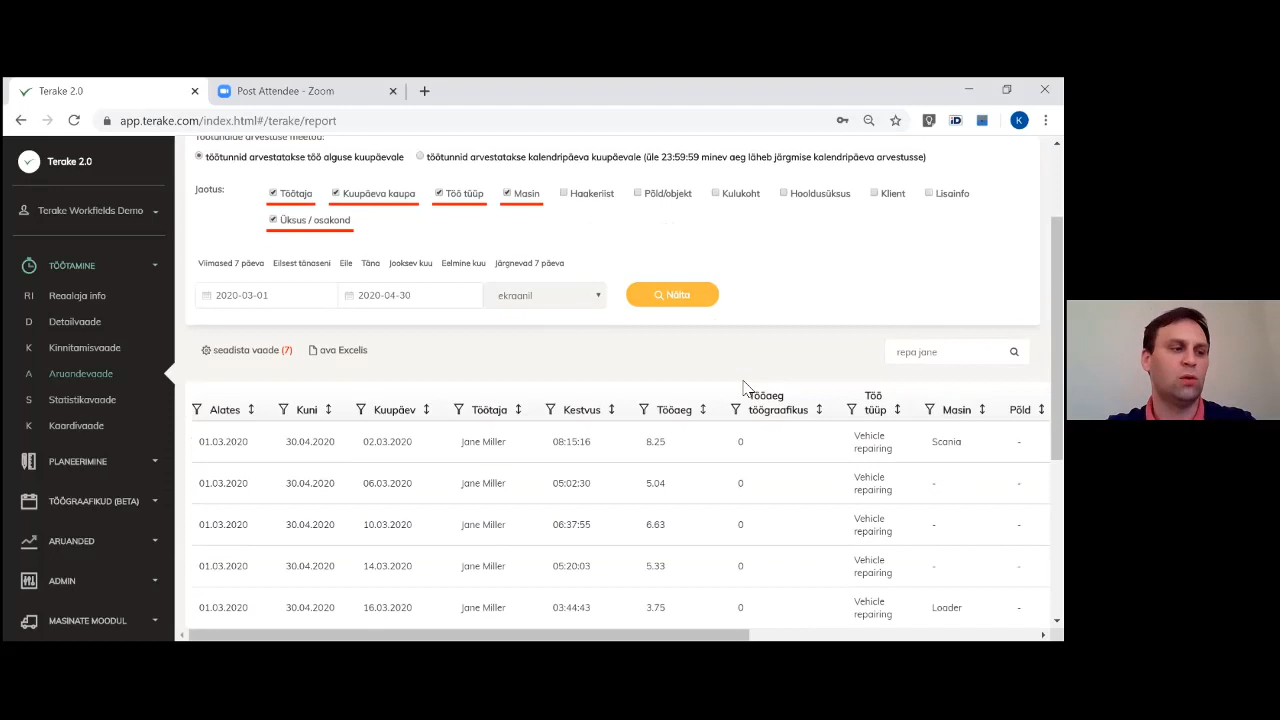 Terake 2.0
Post Attendee - Zoom
app.terake.com/index.html#/terake/report
K
Terake 2.0
Terake Workfields Demo
TÖÖTAMINE
RI Reaalaja info
D Detailvaade
K Kinnitamisvaade
A Aruandevaade
S Statistikavaade
K Kaardivaade
PLANEERIMINE
TÖÖGRAAFIKUD (BETA)
ARUANDED
ADMIN
MASINATE MOODUL
Töötundide arvestuse meetod:
töötunnid arvestatakse töö alguse kuupäevale töötunnid arvestatakse kalendripäeva kuupäevale (üle 23:59:59 minev aeg läheb järgmise kalendripäeva arvestusse)
Jaotus: Töötaja Kuupäeva kaupa Töö tüüp Masin Haakeriist Põld/objekt Kulukoht Hooldusüksus Klient Lisainfo
Üksus / osakond
Viimased 7 päeva Eilsest tänaseni Eile Täna Jooksev kuu Eelmine kuu Järgnevad 7 päeva
2020-03-01 2020-04-30 ekraanil Näita
seadista vaade (7) ava Excelis repa jane
Alates Kuni Kuupäev Töötaja Kestvus Tööaeg Tööaeg töögraafikus Töö tüüp Masin Põld
01.03.2020 30.04.2020 02.03.2020 Jane Miller 08:15:16 8.25 0 Vehicle repairing Scania -
01.03.2020 30.04.2020 06.03.2020 Jane Miller 05:02:30 5.04 0 Vehicle repairing - -
01.03.2020 30.04.2020 10.03.2020 Jane Miller 06:37:55 6.63 0 Vehicle repairing - -
01.03.2020 30.04.2020 14.03.2020 Jane Miller 05:20:03 5.33 0 Vehicle repairing - -
01.03.2020 30.04.2020 16.03.2020 Jane Miller 03:44:43 3.75 0 Vehicle repairing Loader -